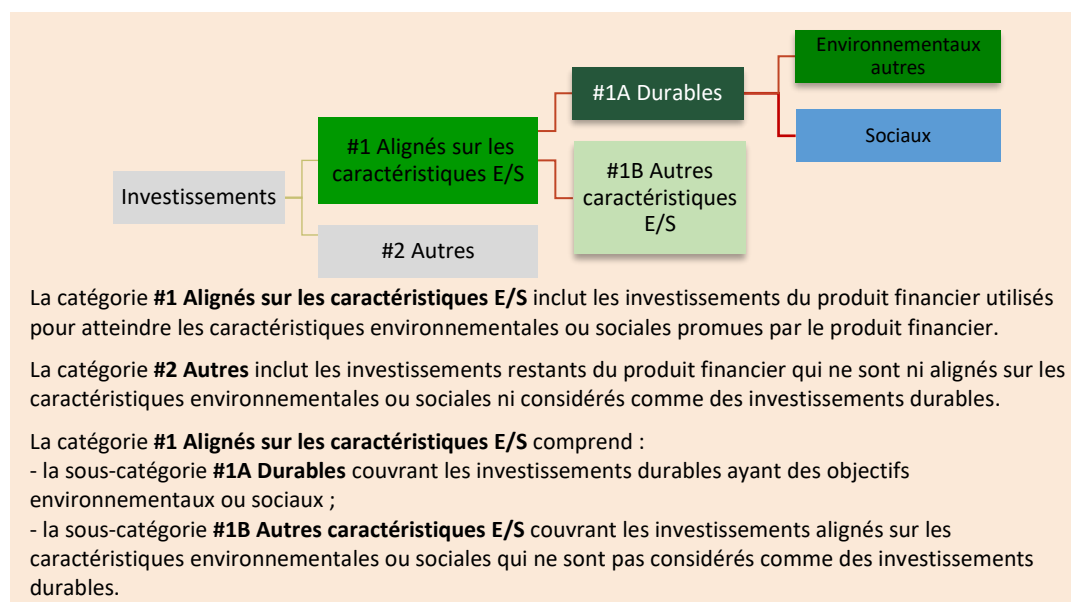 Environnementaux
autres
#1A Durables
Sociaux
#1 Alignés sur les
caractéristiques E/S
#1B Autres
caractéristiques
E/S
Investissements
#2 Autres
La catégorie #1 Alignés sur les caractéristiques E/S inclut les investissements du produit financier utilisés
pour atteindre les caractéristiques environnementales ou sociales promues par le produit financier.
La catégorie #2 Autres inclut les investissements restants du produit financier qui ne sont ni alignés sur les
caractéristiques environnementales ou sociales ni considérés comme des investissements durables.
La catégorie #1 Alignés sur les caractéristiques E/S comprend :
- la sous-catégorie #1A Durables couvrant les investissements durables ayant des objectifs
environnementaux ou sociaux ;
- la sous-catégorie #1B Autres caractéristiques E/S couvrant les investissements alignés sur les
caractéristiques environnementales ou sociales qui ne sont pas considérés comme des investissements
durables.